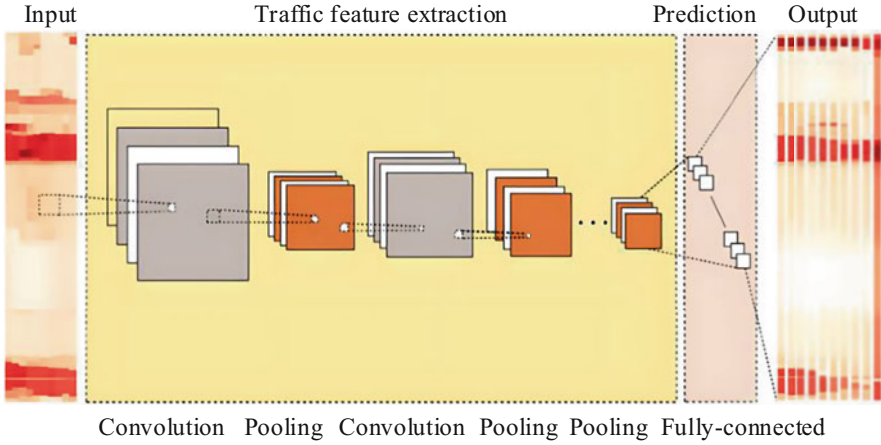 Input Traffic feature extraction Prediction Output
Convolution Pooling Convolution Pooling Pooling Fully-connected